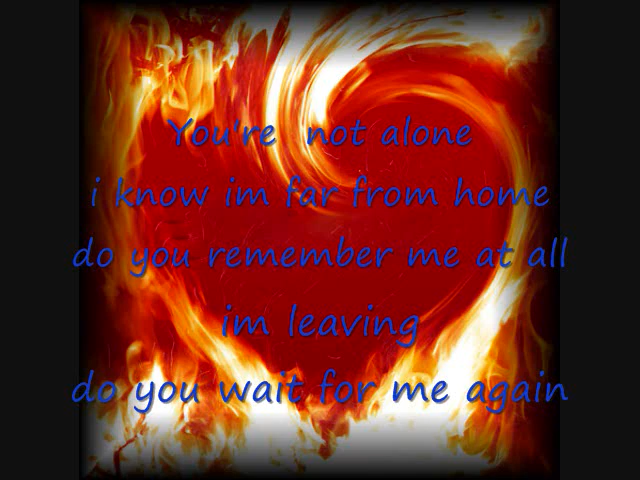 You're not alone
i know im far from home
do you remember me at all
im leaving
do you wait for me again